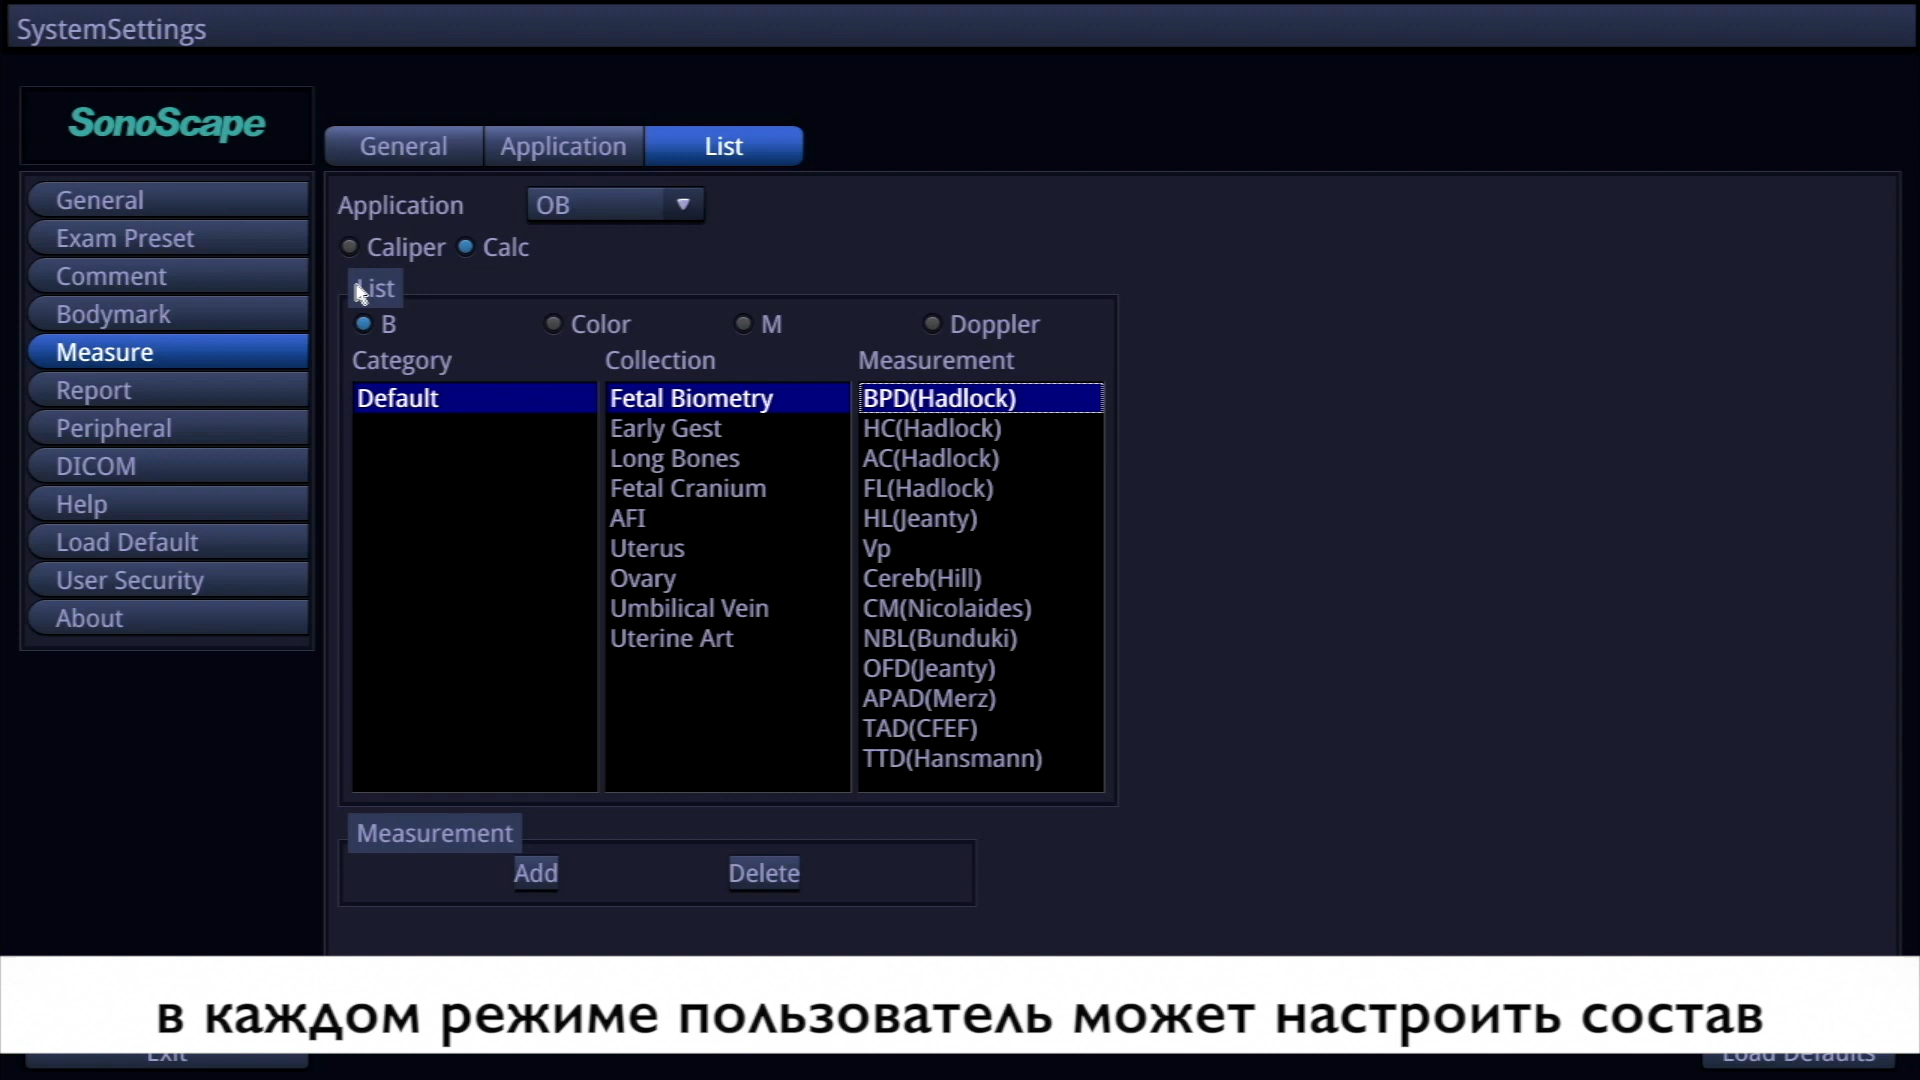 SystemSettings
SonoScape
General
Exam Preset
Comment
Bodymark
Measure
Report
Peripheral
DICOM
Help
Load Default
User Security
About
General Application List
Application OB
Caliper Calc
List
B Color M Doppler
Category Collection Measurement
Default
Fetal Biometry
Early Gest
Long Bones
Fetal Cranium
AFI
Uterus
Ovary
Umbilical Vein
Uterine Art
BPD(Hadlock)
HC(Hadlock)
AC(Hadlock)
FL(Hadlock)
HL(Jeanty)
Vp
Cereb(Hill)
CM(Nicolaides)
NBL(Bunduki)
OFD(Jeanty)
APAD(Merz)
TAD(CFEF)
TTD(Hansmann)
Measurement
Add Delete
в каждом режиме пользователь может настроить состав
Exit Load Defaults